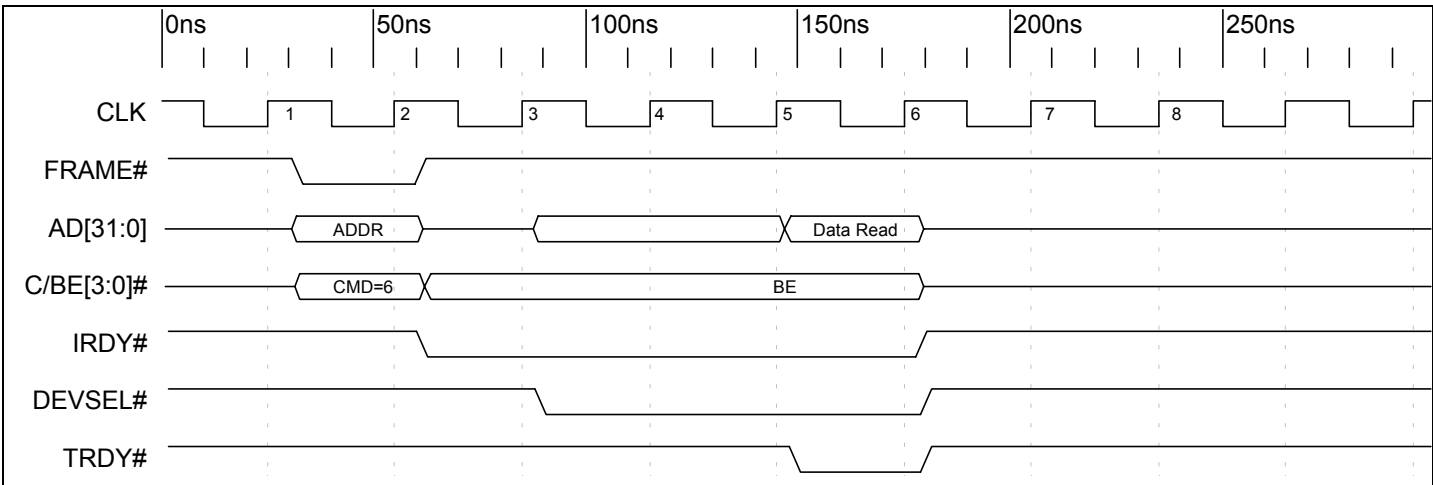 0ns 50ns 100ns 150ns 200ns 250ns
CLK 1 2 3 4 5 6 7 8
FRAME#
AD[31:0] ADDR Data Read
C/BE[3:0]# CMD=6 BE
IRDY#
DEVSEL#
TRDY#